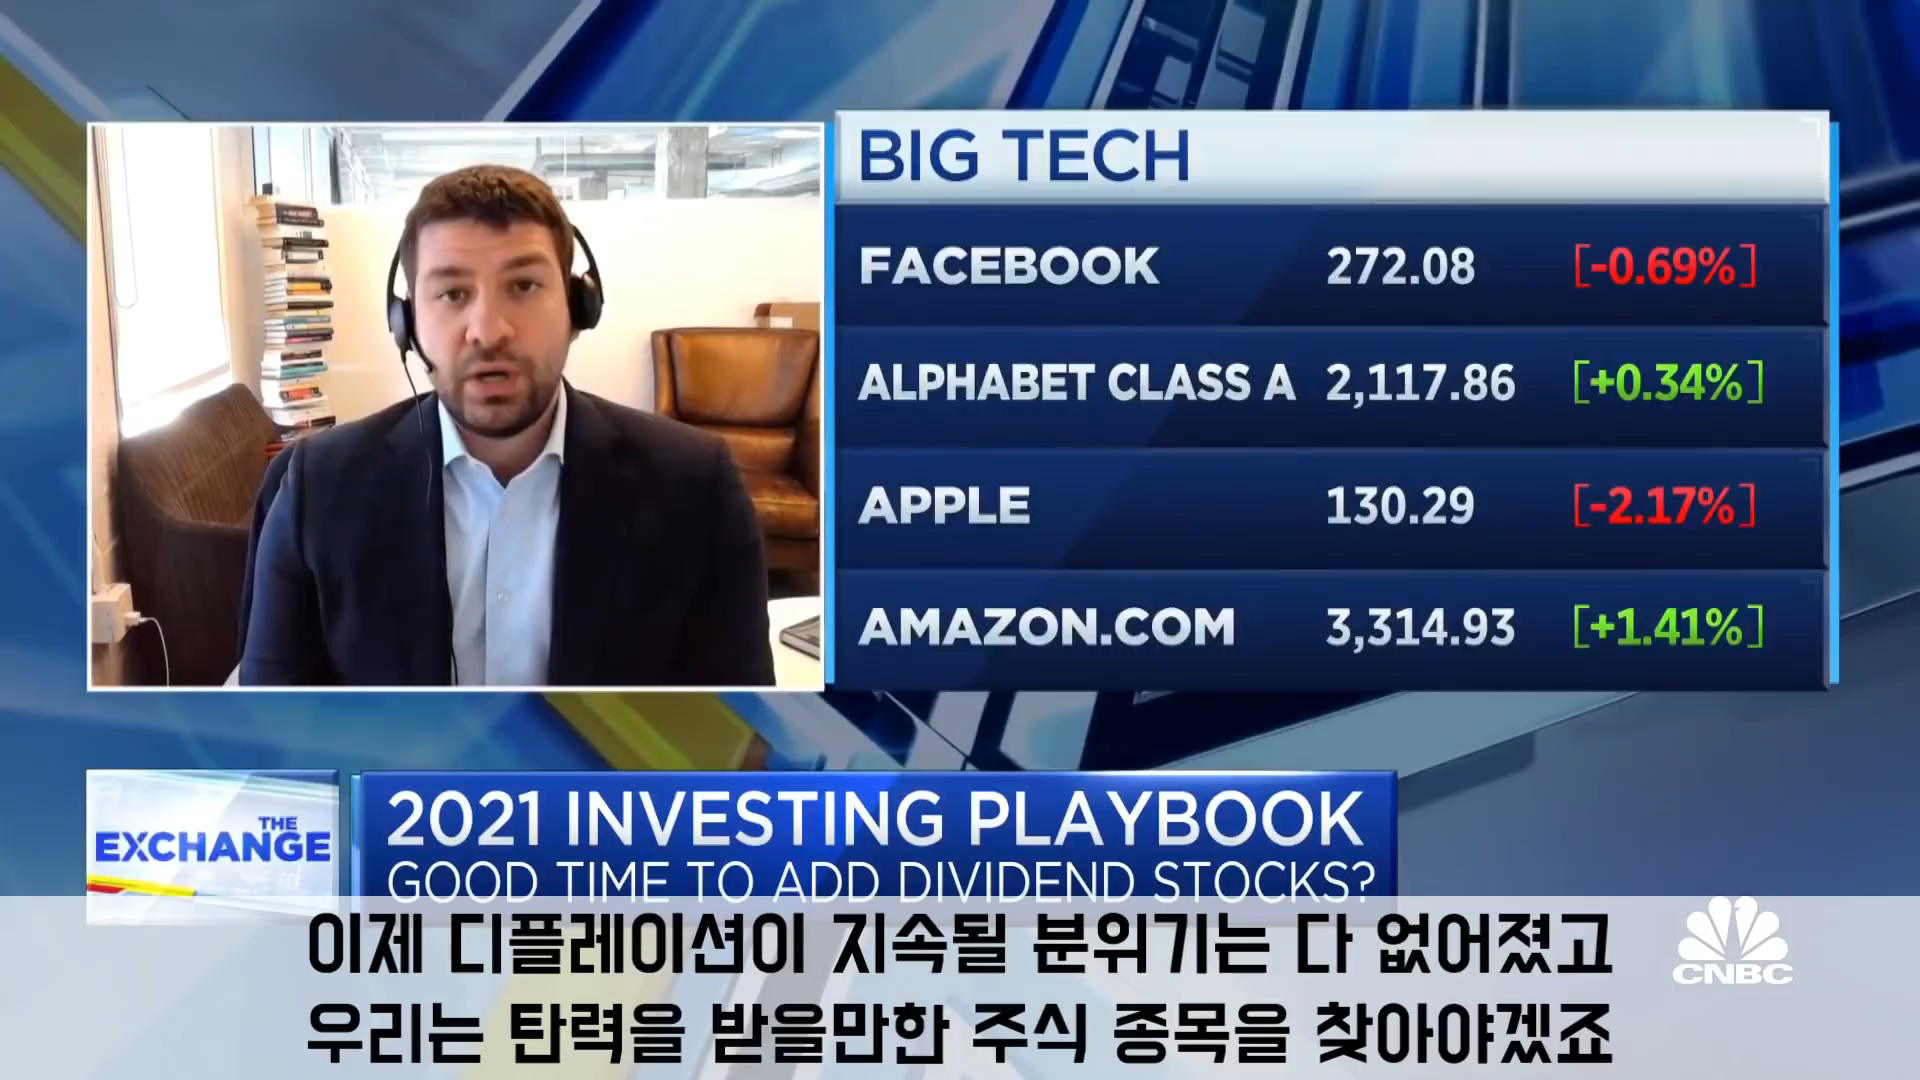 BIG TECH
FACEBOOK 272.08 [-0.69%]
ALPHABET CLASS A 2,117.86 [+0.34%]
APPLE 130.29 [-2.17%]
AMAZON.COM 3,314.93 [+1.41%]
THE
EXCHANGE
2021 INVESTING PLAYBOOK
GOOD TIME TO ADD DIVIDEND STOCKS?
이제 디플레이션이 지속될 분위기는 다 없어졌고
우리는 탄력을 받을만한 주식 종목을 찾아야겠죠
CNBC